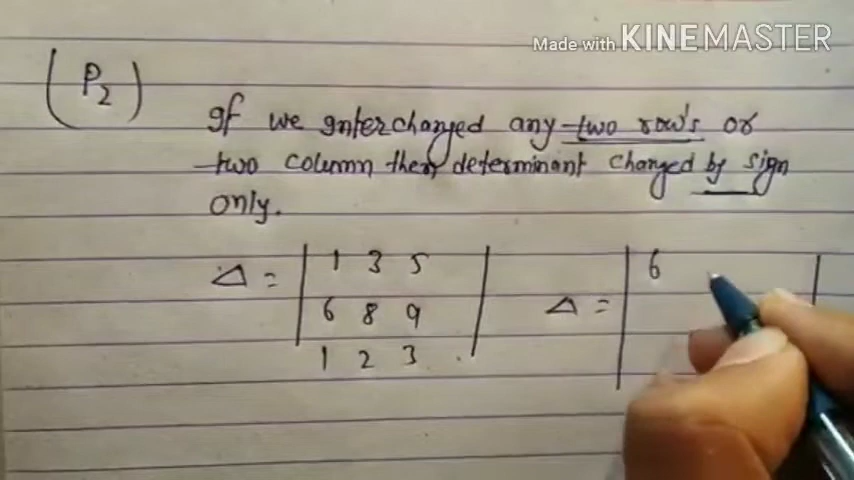 Made with KINEMASTER
(P2)
If we interchanged any two row's or
two column then determinant changed by sign
only.
Δ = | 1 3 5 |
6 8 9
1 2 3
Δ = | 6 |